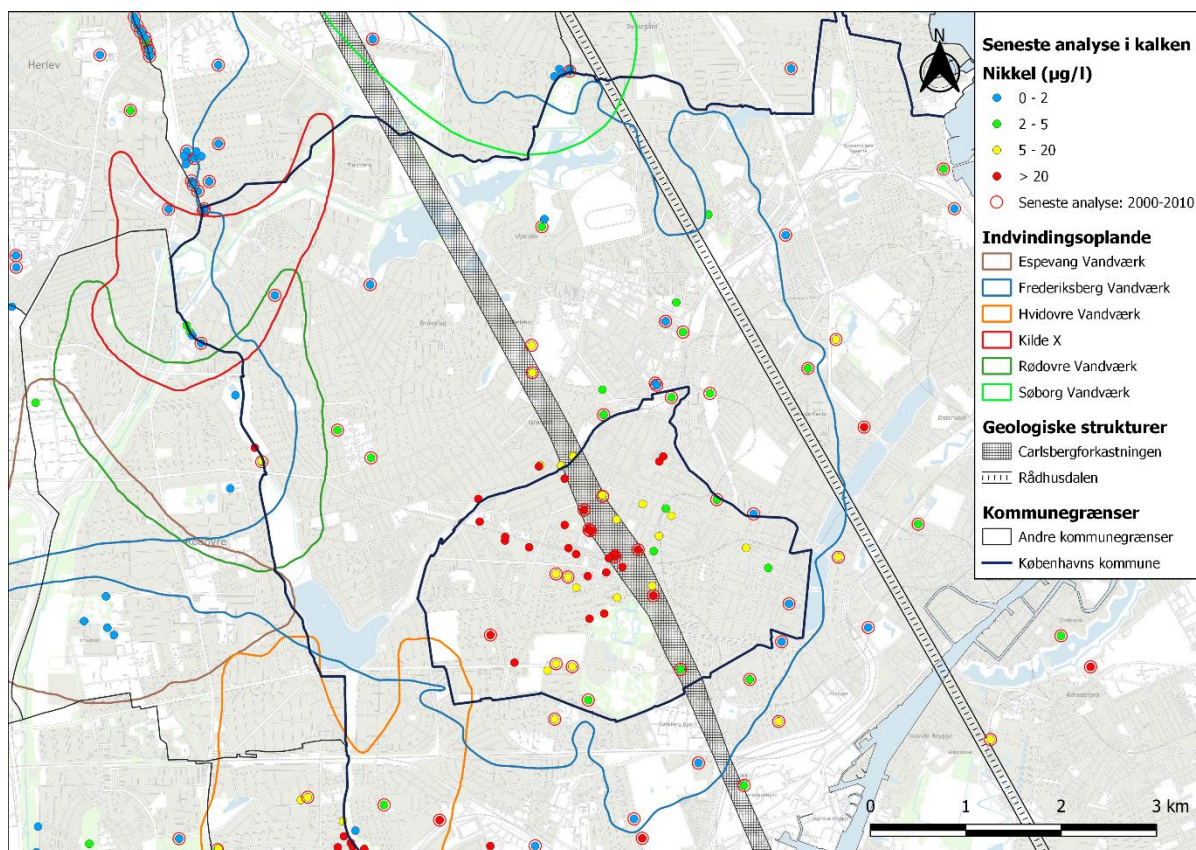 Herlev
Rødovre
N
Seneste analyse i kalken
Nikkel (µg/l)
0 - 2
2 - 5
5 - 20
> 20
Seneste analyse: 2000-2010
Indvindingsoplande
Espevang Vandværk
Frederiksberg Vandværk
Hvidovre Vandværk
Kilde X
Rødovre Vandværk
Søborg Vandværk
Geologiske strukturer
Carlsbergforkastningen
Rådhusdalen
Kommunegrænser
Andre kommunegrænser
Københavns kommune
0 1 2 3 km